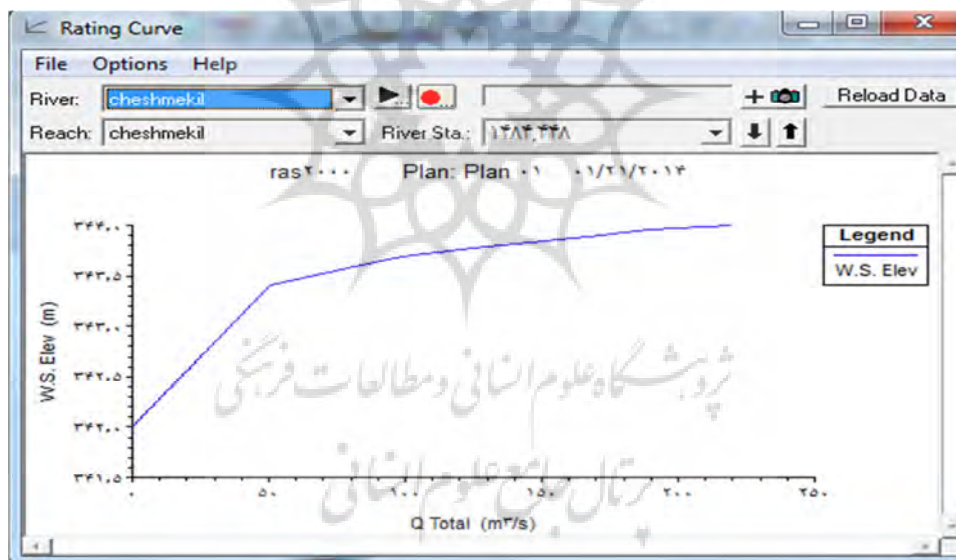 Rating Curve
File Options Help
River: cheshmekil Reload Data
Reach: cheshmekil River Sta.: ۱۴۸۴,۴۴۸
ras۲۰۰۰ Plan: Plan ۰۱ ۰۱/۲۱/۲۰۱۴
۳۴۴.۰
۳۴۳.۵
۳۴۳.۰
۳۴۲.۵
۳۴۲.۰
۳۴۱.۵
W.S. Elev (m)
۰ ۵۰ ۱۰۰ ۱۵۰ ۲۰۰ ۲۵۰
Q Total (m۳/s)
Legend
W.S. Elev
پژوهشگاه علوم انسانی و مطالعات فرهنگی
پرتال جامع علوم انسانی